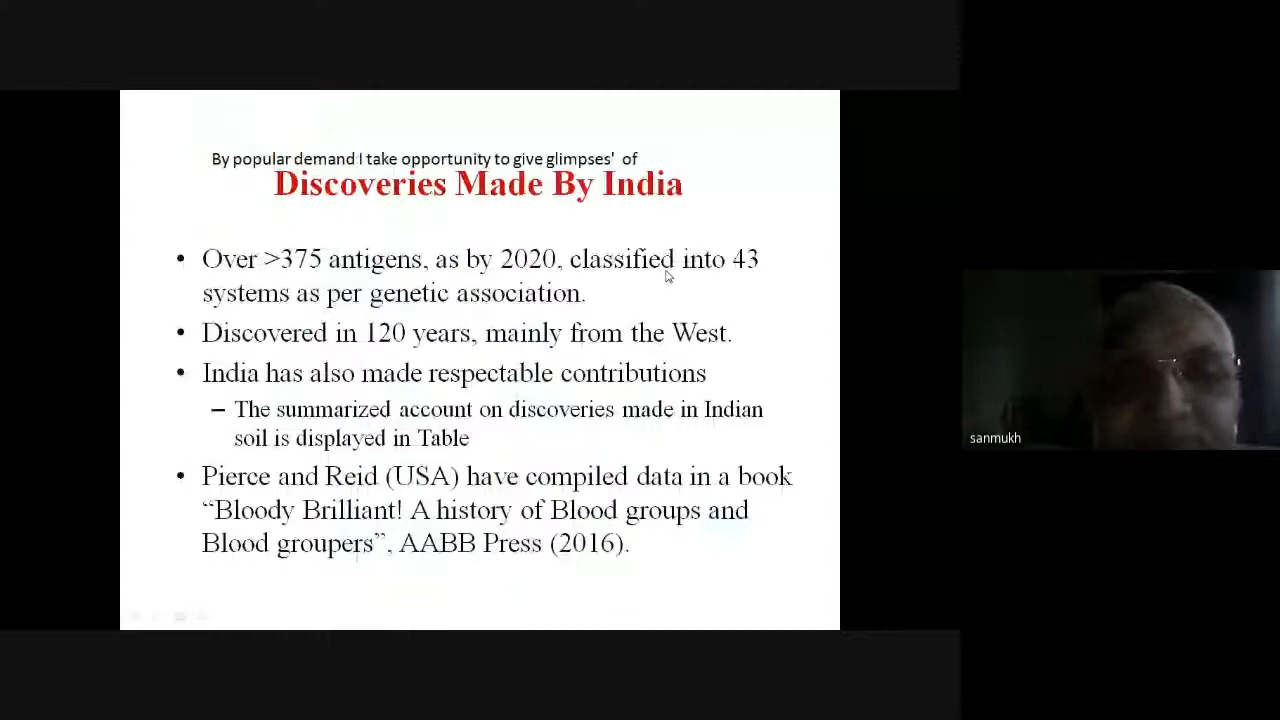 By popular demand I take opportunity to give glimpses' of
Discoveries Made By India
• Over >375 antigens, as by 2020, classified into 43
systems as per genetic association.
• Discovered in 120 years, mainly from the West.
• India has also made respectable contributions
– The summarized account on discoveries made in Indian
soil is displayed in Table
• Pierce and Reid (USA) have compiled data in a book
“Bloody Brilliant! A history of Blood groups and
Blood groupers”, AABB Press (2016).
sanmukh